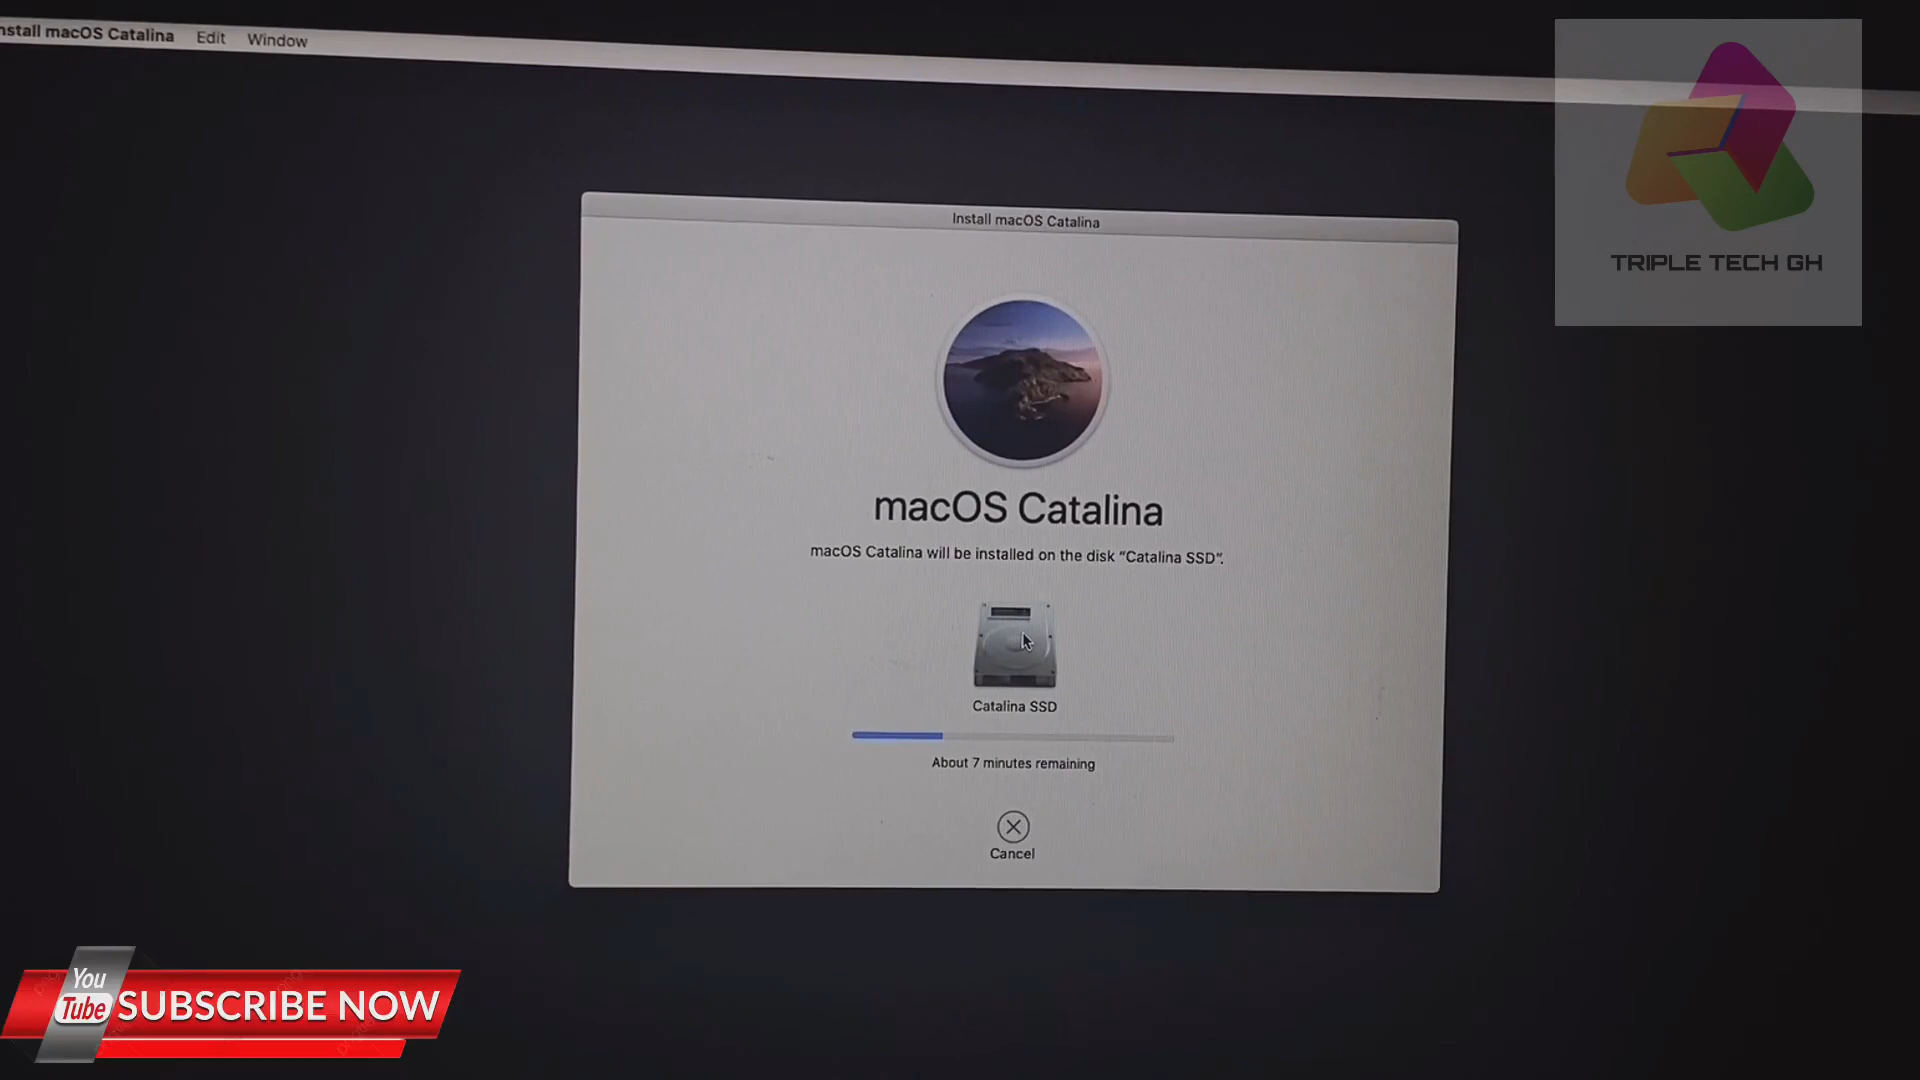 nstall macOS Catalina Edit Window
TRIPLE TECH GH
Install macOS Catalina
macOS Catalina
macOS Catalina will be installed on the disk “Catalina SSD”.
Catalina SSD
About 7 minutes remaining
Cancel
You
Tube SUBSCRIBE NOW